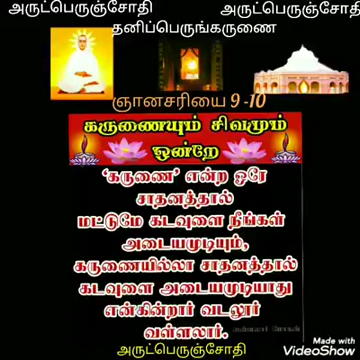 அருட்பெருஞ்சோதி அருட்பெருஞ்சோதி
தனிப்பெருங்கருணை
ஞானசரியை 9 -10
கருணையும் சிவமும்
ஒன்றே
‘கருணை’ என்ற ஒரே
சாதனத்தால்
மட்டுமே கடவுளை நீங்கள்
அடையமுடியும்,
கருணையில்லா சாதனத்தால்
கடவுளை அடையமுடியாது
என்கின்றார் வடலூர்
வள்ளலார்.
அருட்பெருஞ்சோதி
Made with
VideoShow